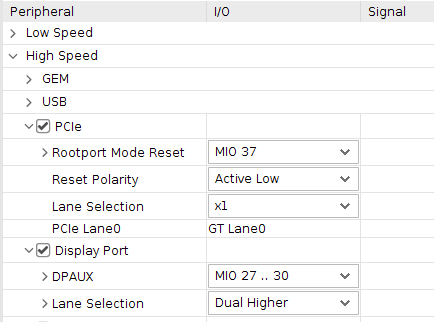 Peripheral I/O Signal
Low Speed
High Speed
GEM
USB
PCIe
Rootport Mode Reset MIO 37
Reset Polarity Active Low
Lane Selection x1
PCIe Lane0 GT Lane0
Display Port
DPAUX MIO 27 .. 30
Lane Selection Dual Higher